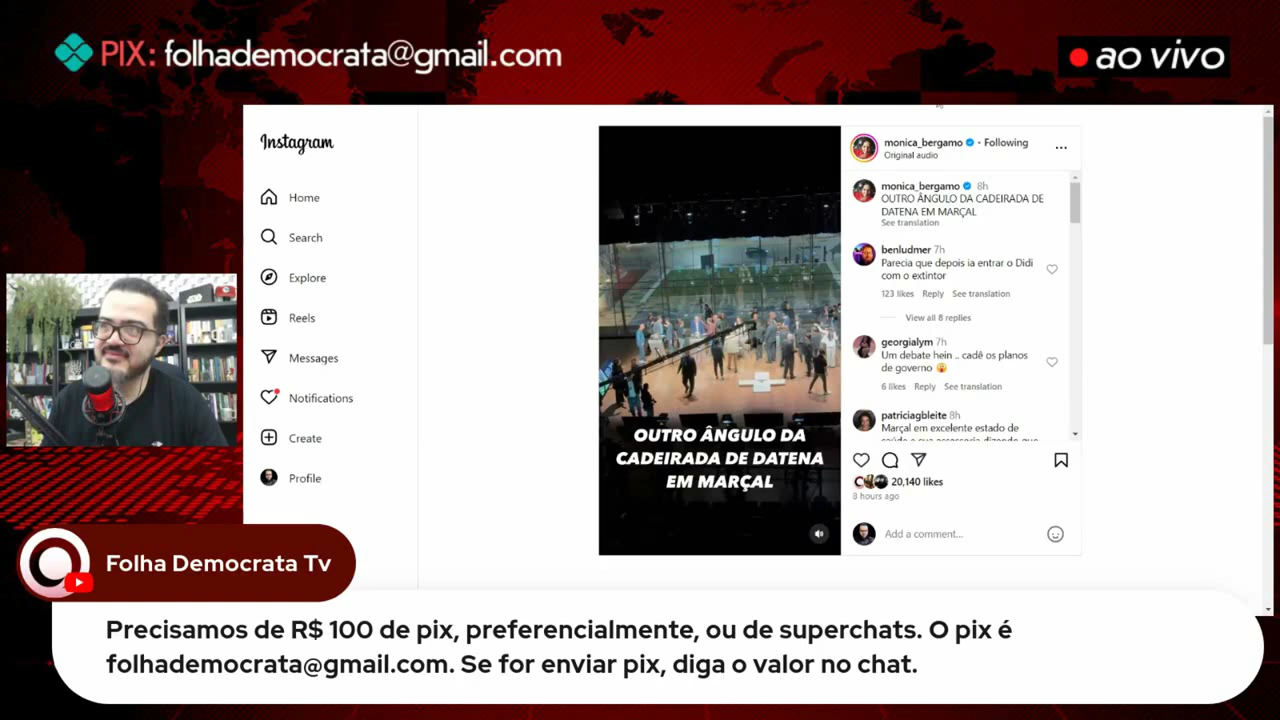 PIX: folhademocrata@gmail.com
ao vivo
Instagram
Home
Search
Explore
Reels
Messages
Notifications
Create
Profile
OUTRO ÂNGULO DA
CADEIRADA DE DATENA
EM MARÇAL
monica_bergamo • Following
Original audio
monica_bergamo 8h
OUTRO ÂNGULO DA CADEIRADA DE
DATENA EM MARÇAL
See translation
benludmer 7h
Parecia que depois ia entrar o Didi
com o extintor
123 likes Reply See translation
View all 8 replies
georgialym 7h
Um debate hein .. cadê os planos
de governo 😱
6 likes Reply See translation
patriciagbleite 8h
Marçal em excelente estado de
saúde e sua assessoria dizendo que
20,140 likes
8 hours ago
Add a comment...
Folha Democrata Tv
Precisamos de R$ 100 de pix, preferencialmente, ou de superchats. O pix é
folhademocrata@gmail.com. Se for enviar pix, diga o valor no chat.